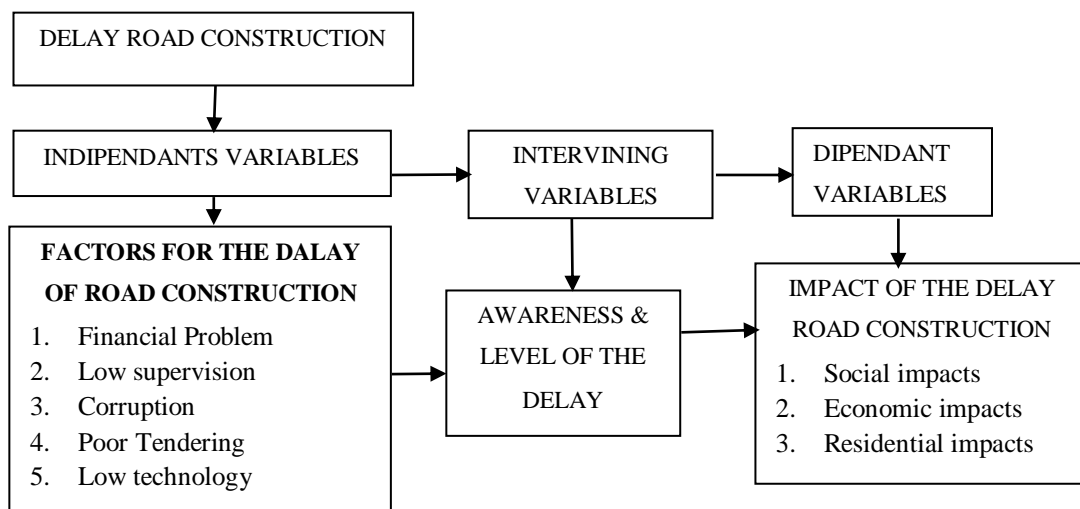 DELAY ROAD CONSTRUCTION
INDIPENDANTS VARIABLES
INTERVINING
VARIABLES
DIPENDANT
VARIABLES
FACTORS FOR THE DALAY
OF ROAD CONSTRUCTION
1. Financial Problem
2. Low supervision
3. Corruption
4. Poor Tendering
5. Low technology
AWARENESS &
LEVEL OF THE
DELAY
IMPACT OF THE DELAY
ROAD CONSTRUCTION
1. Social impacts
2. Economic impacts
3. Residential impacts